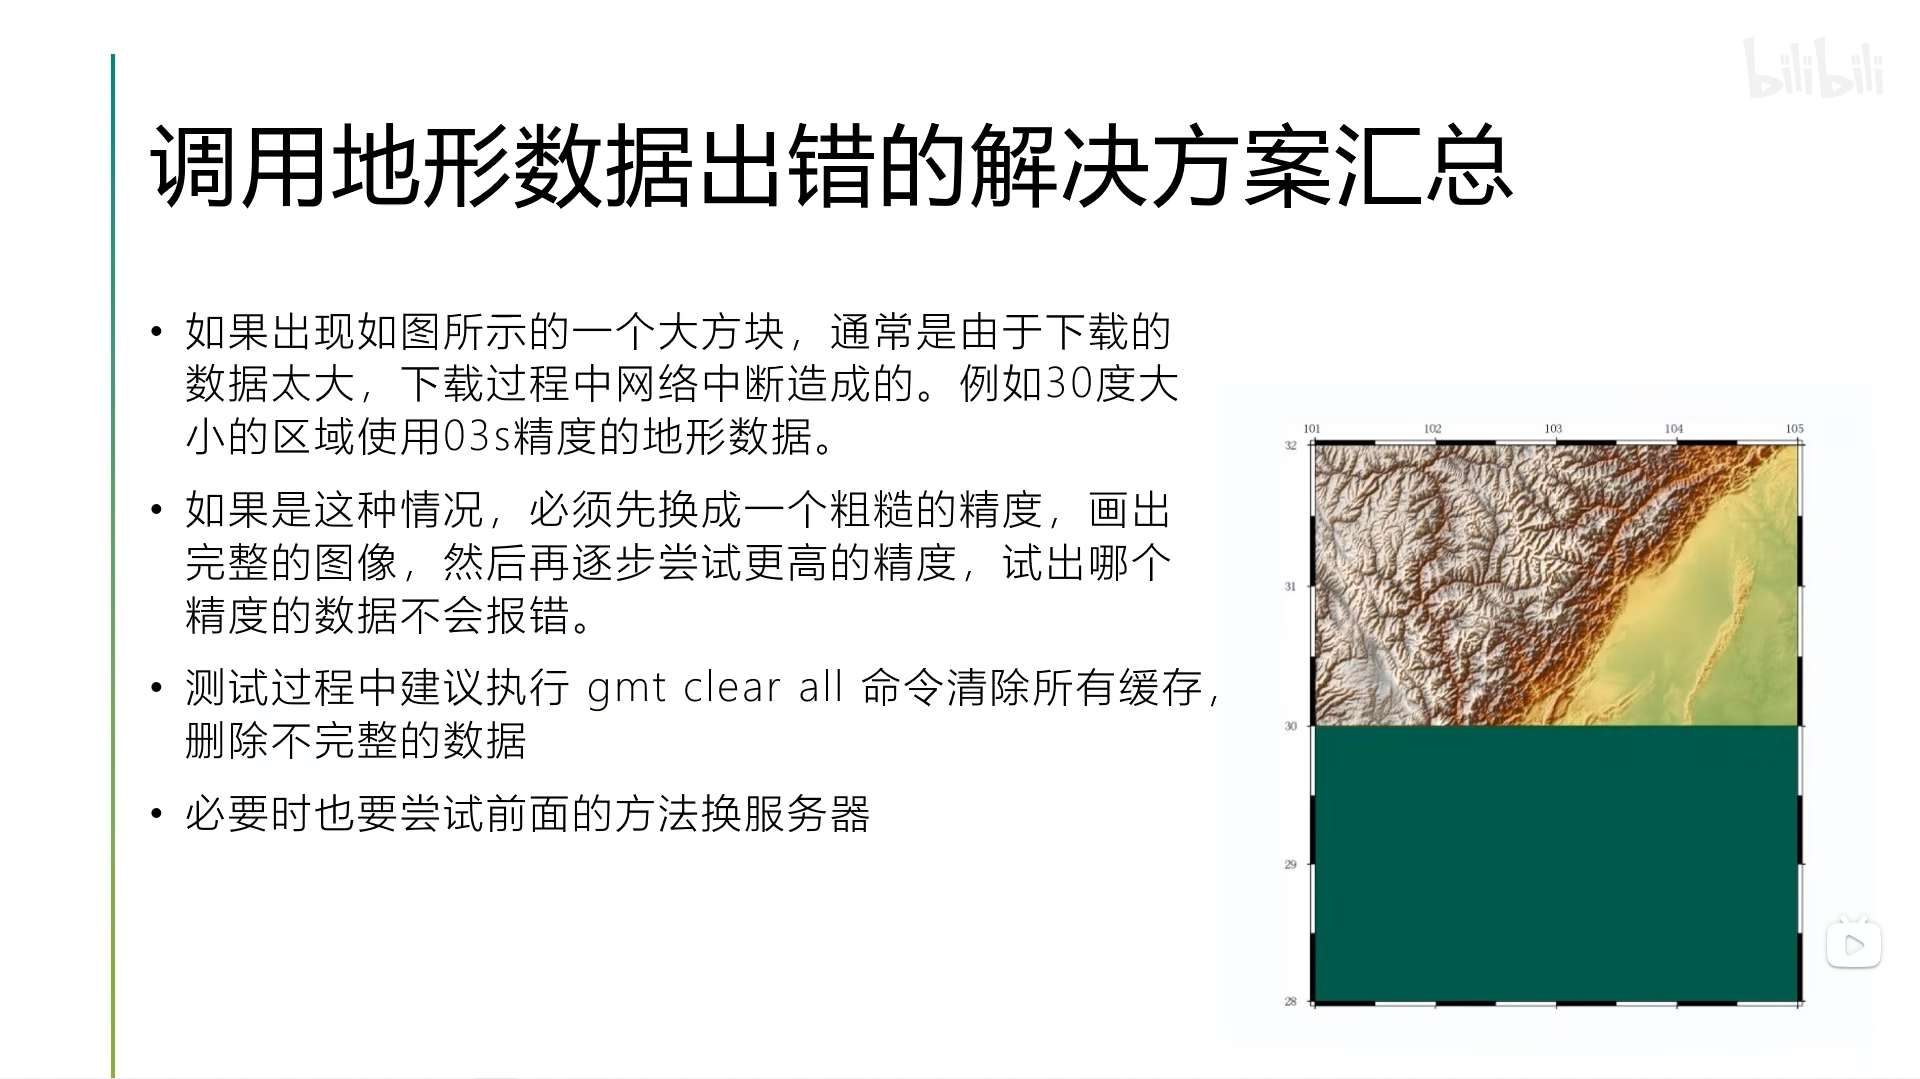 bilibili
调用地形数据出错的解决方案汇总
• 如果出现如图所示的一个大方块，通常是由于下载的
数据太大，下载过程中网络中断造成的。例如30度大
小的区域使用03s精度的地形数据。
• 如果是这种情况，必须先换成一个粗糙的精度，画出
完整的图像，然后再逐步尝试更高的精度，试出哪个
精度的数据不会报错。
• 测试过程中建议执行 gmt clear all 命令清除所有缓存，
删除不完整的数据
• 必要时也要尝试前面的方法换服务器
101 102 103 104 105
32
31
30
29
28